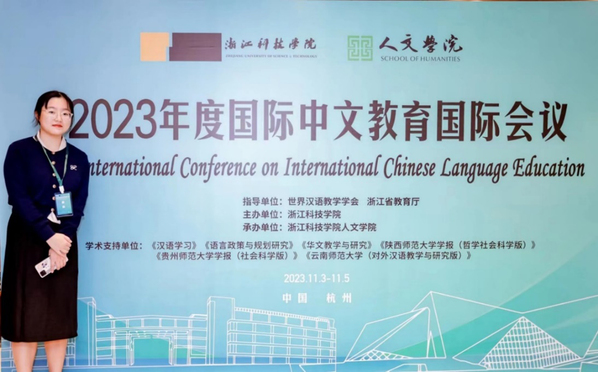 浙江科技学院
ZHEJIANG UNIVERSITY OF SCIENCE & TECHNOLOGY
人文学院
SCHOOL OF HUMANITIES
2023年度国际中文教育国际会议
International Conference on International Chinese Language Education
指导单位：世界汉语教学学会 浙江省教育厅
主办单位：浙江科技学院
承办单位：浙江科技学院人文学院
学术支持单位：《汉语学习》《语言政策与规划研究》《华文教学与研究》《陕西师范大学学报（哲学社会科学版）》
《贵州师范大学学报（社会科学版）》《云南师范大学（对外汉语教学与研究版）》
2023.11.3-11.5
中国 杭州